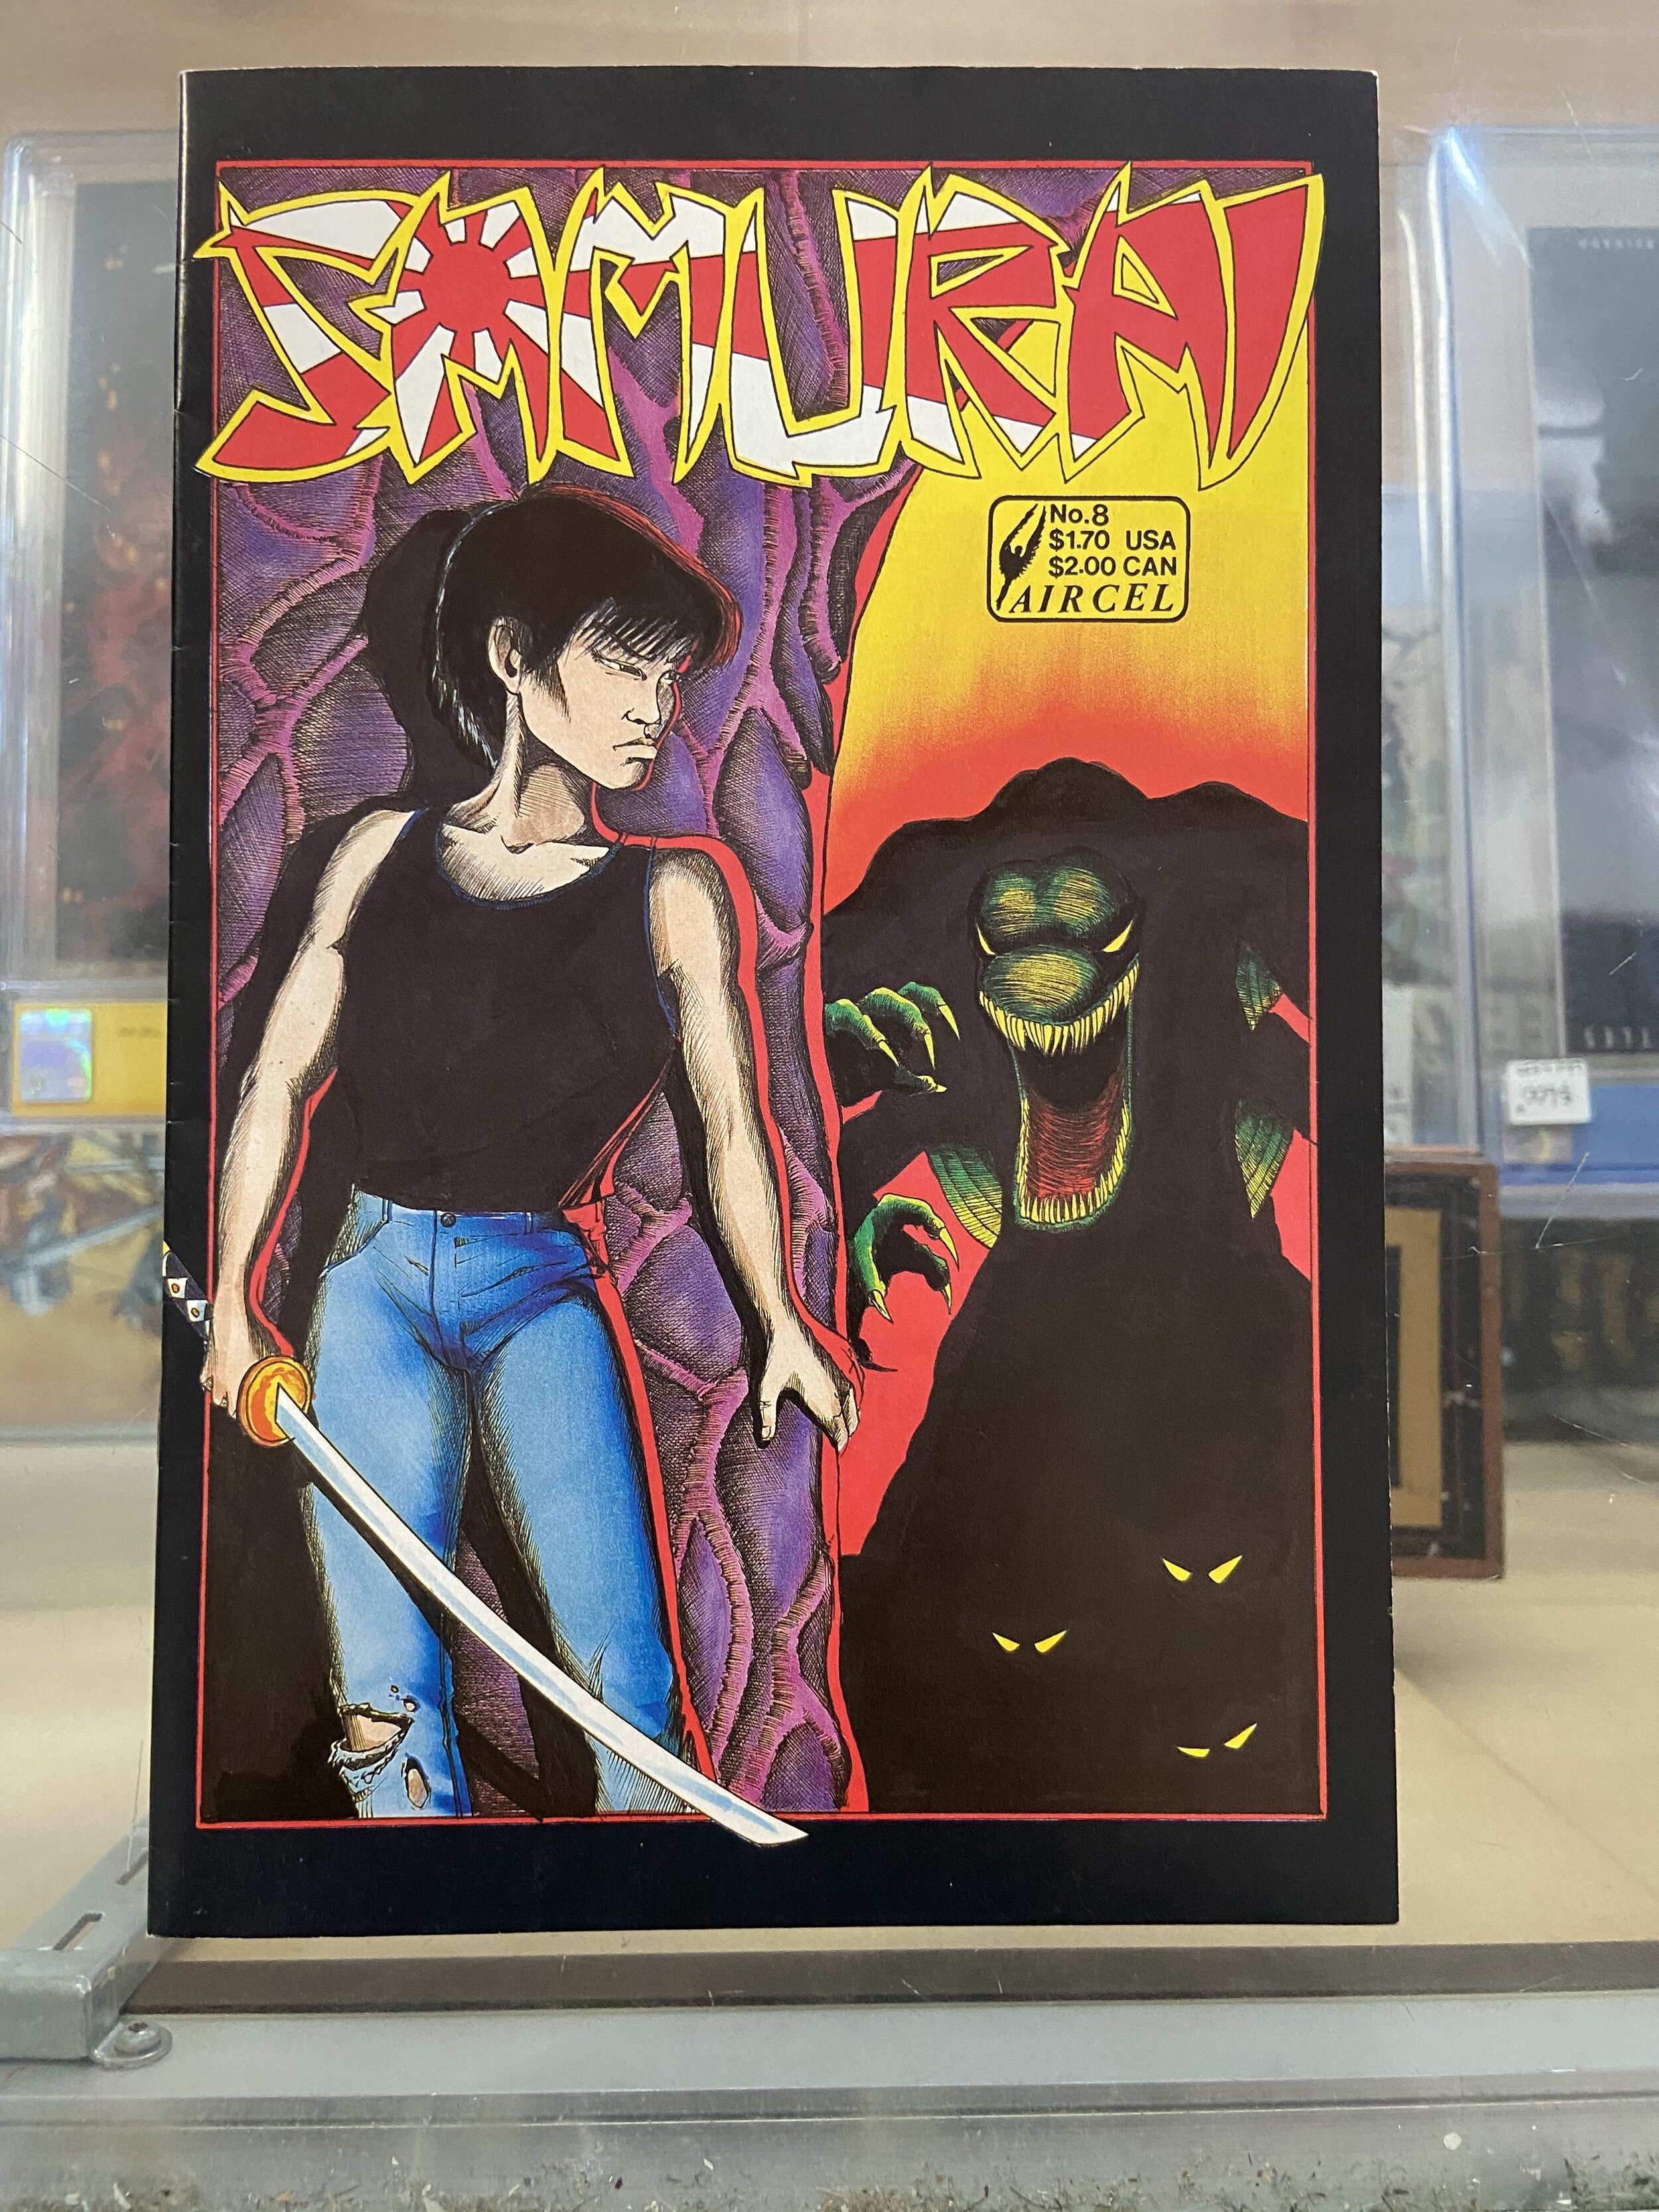 SAMURAI
No.8
$1.70 USA
$2.00 CAN
AIRCEL